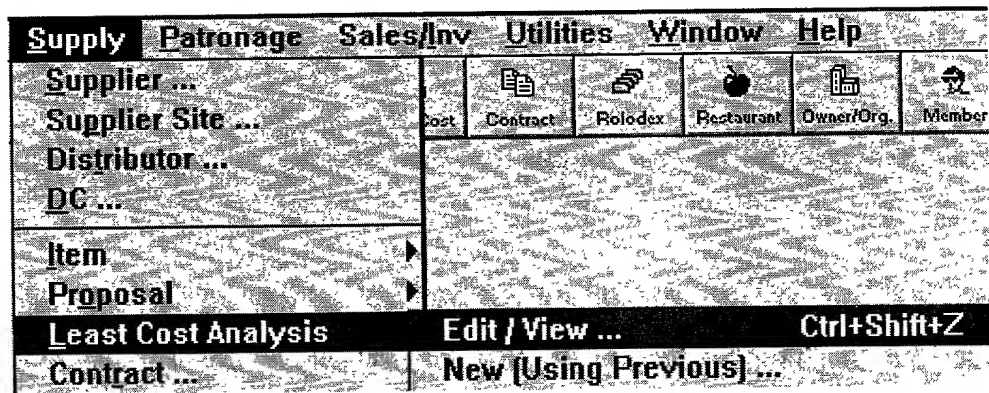 Supply Patronage Sales/Inv Utilities Window Help
Supplier ...
Supplier Site ...
Distributor ...
DC ...
Cost Contract Rolodex Restaurant Owner/Org. Member
Item
Proposal
Least Cost Analysis
Contract ...
Edit / View ... Ctrl+Shift+Z
New (Using Previous) ...